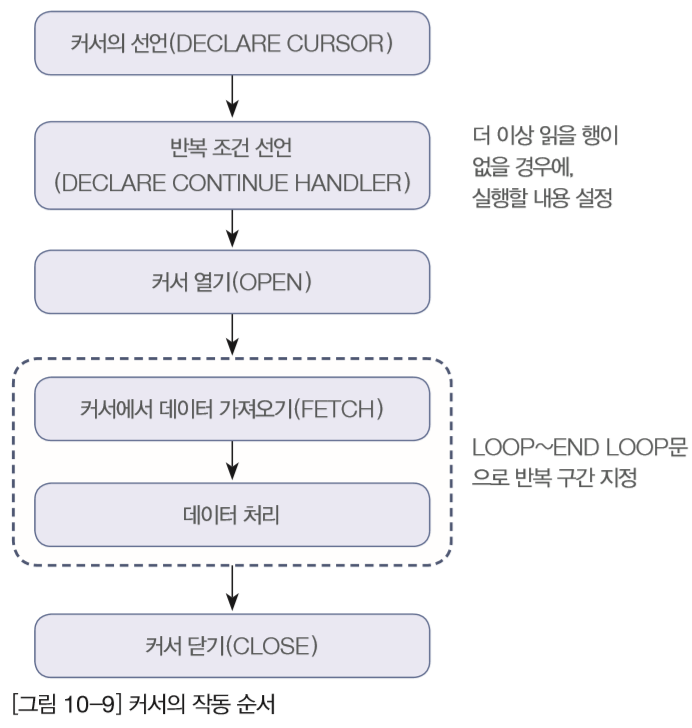 커서의 선언(DECLARE CURSOR)
반복 조건 선언
(DECLARE CONTINUE HANDLER)
더 이상 읽을 행이
없을 경우에,
실행할 내용 설정
커서 열기(OPEN)
커서에서 데이터 가져오기(FETCH)
데이터 처리
LOOP~END LOOP문
으로 반복 구간 지정
커서 닫기(CLOSE)
[그림 10-9] 커서의 작동 순서